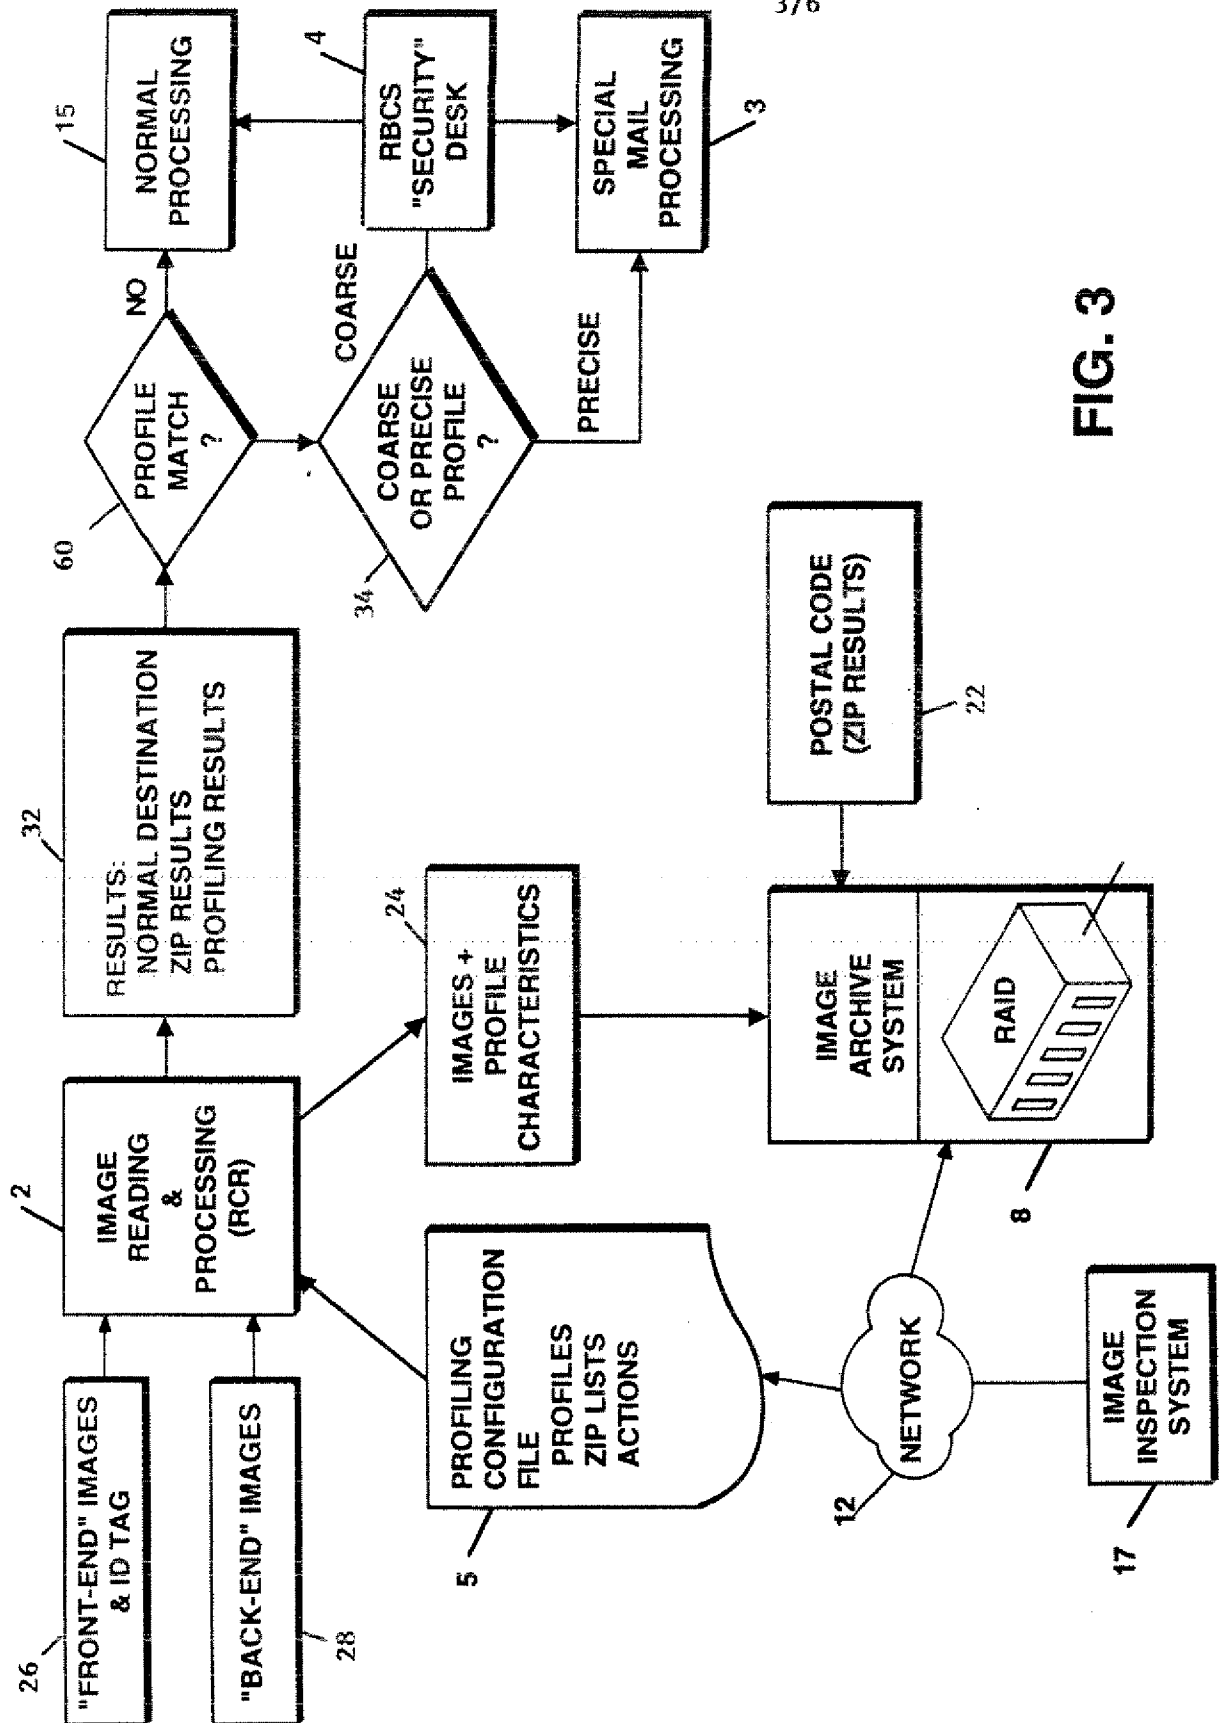 3/6
26
"FRONT-END" IMAGES
& ID TAG
"BACK-END" IMAGES
28
2
IMAGE
READING
&
PROCESSING
(RCR)
32
RESULTS:
NORMAL DESTINATION
ZIP RESULTS
PROFILING RESULTS
60
PROFILE
MATCH
?
NO
15
NORMAL
PROCESSING
34
COARSE
OR PRECISE
PROFILE
?
COARSE
PRECISE
4
RBCS
"SECURITY"
DESK
SPECIAL
MAIL
PROCESSING
3
PROFILING
CONFIGURATION
FILE PROFILES
ZIP LISTS
ACTIONS
5
24
IMAGES +
PROFILE
CHARACTERISTICS
12
NETWORK
IMAGE
INSPECTION
SYSTEM
17
IMAGE
ARCHIVE
SYSTEM
RAID
8
POSTAL CODE
(ZIP RESULTS)
22
FIG. 3